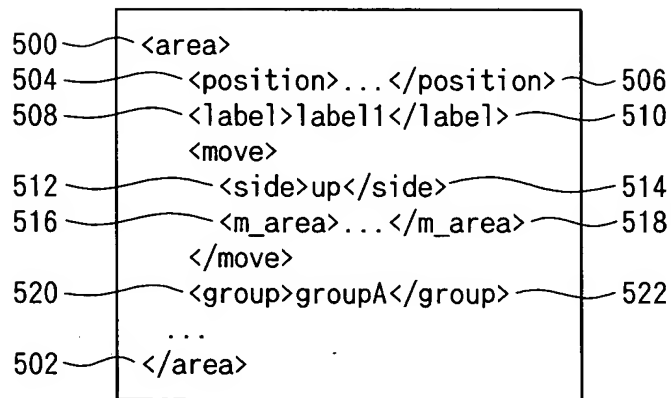 500 <area>
504 <position>...</position> 506
508 <label>label1</label> 510
<move>
512 <side>up</side> 514
516 <m_area>...</m_area> 518
</move>
520 <group>groupA</group> 522
...
502 </area>